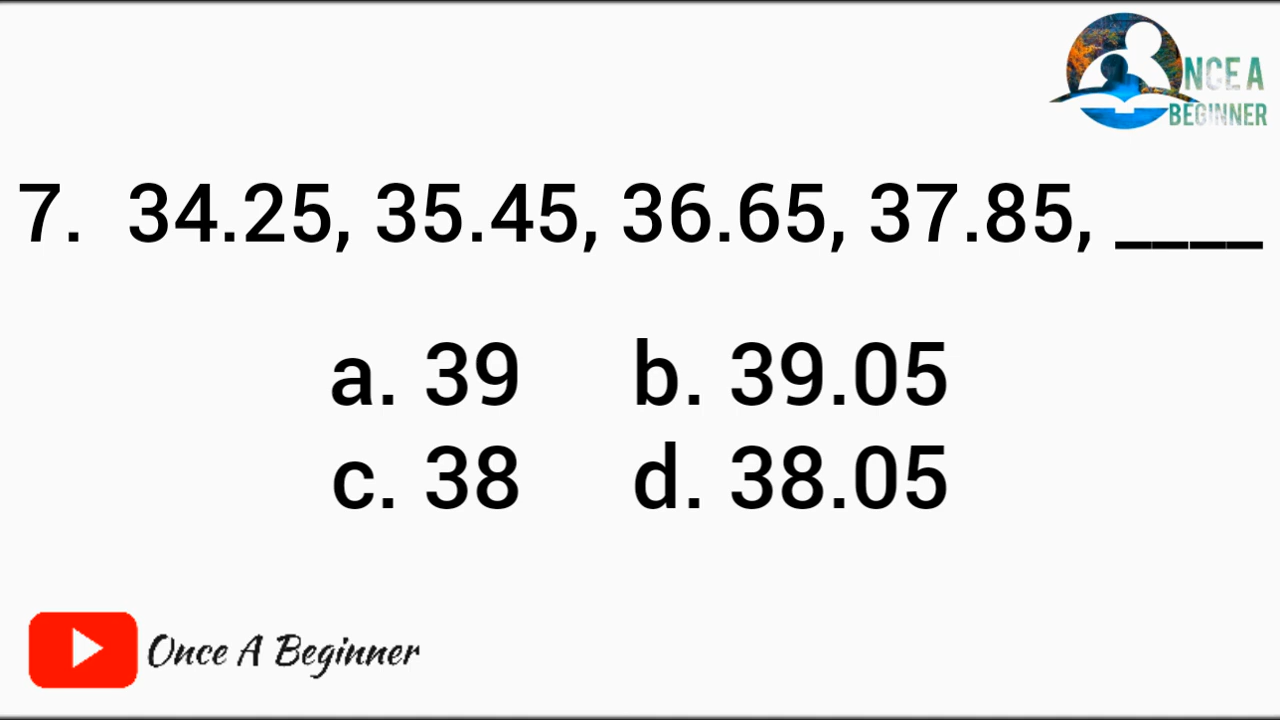 NCE A
BEGINNER
7. 34.25, 35.45, 36.65, 37.85, ____
a. 39 b. 39.05
c. 38 d. 38.05
Once A Beginner